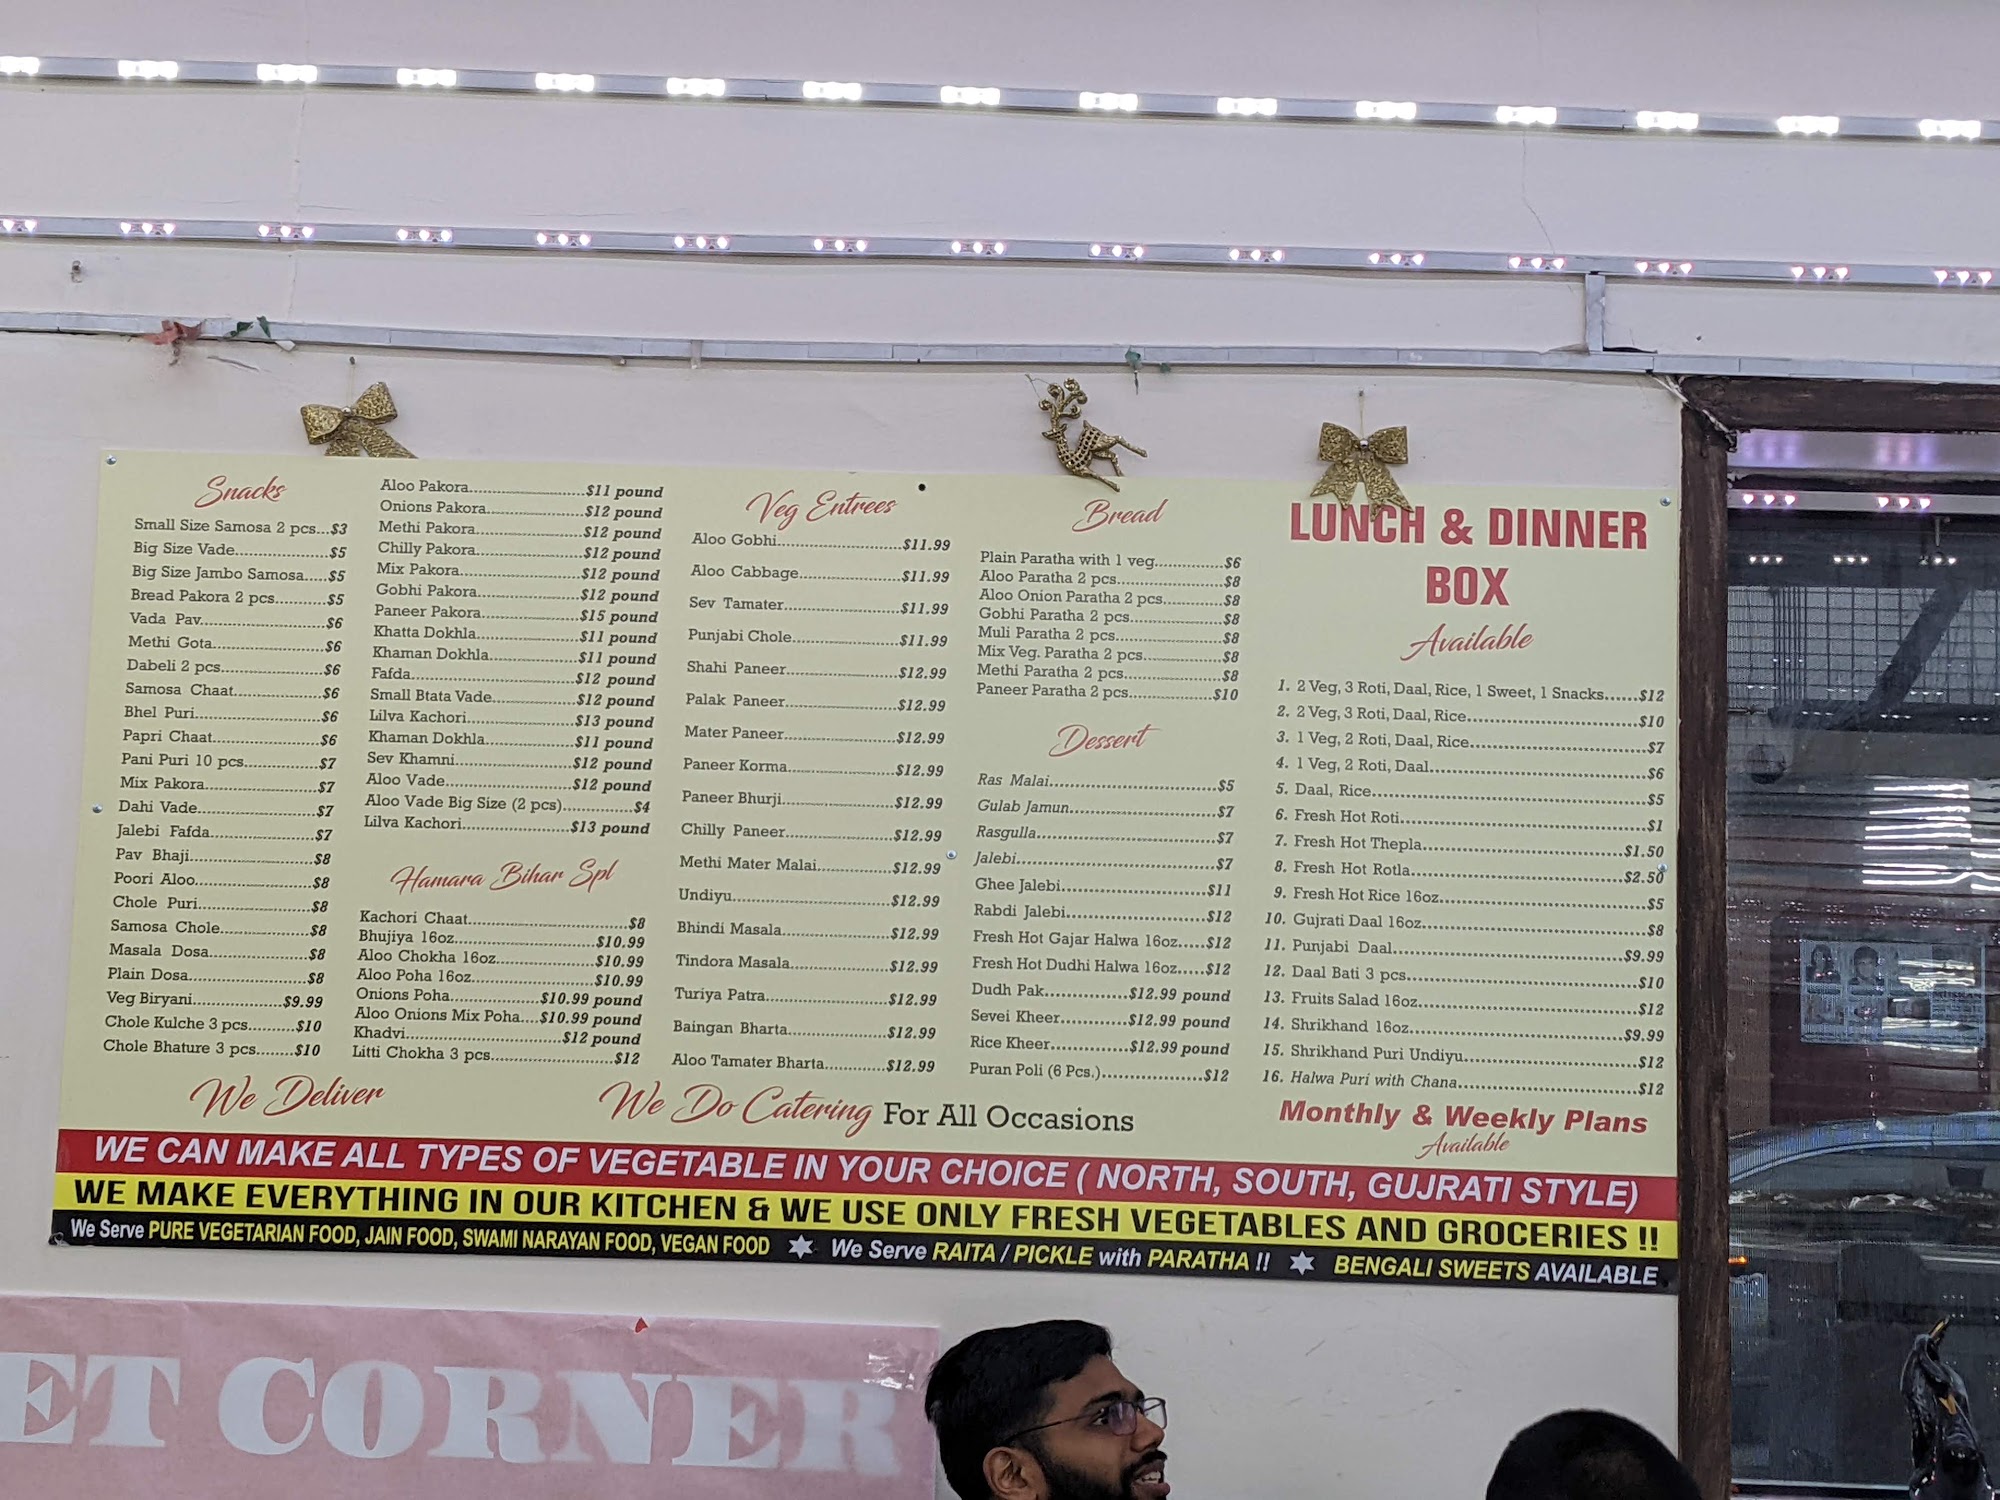 Snacks
Small Size Samosa 2 pcs...$3
Big Size Vade...$5
Big Size Jambo Samosa...$5
Bread Pakora 2 pcs...$5
Vada Pav...$6
Methi Gota...$6
Dabeli 2 pcs...$6
Samosa Chaat...$6
Bhel Puri...$6
Papri Chaat...$6
Pani Puri 10 pcs...$7
Mix Pakora...$7
Dahi Vade...$7
Jalebi Fafda...$7
Pav Bhaji...$8
Poori Aloo...$8
Chole Puri...$8
Samosa Chole...$8
Masala Dosa...$8
Plain Dosa...$8
Veg Biryani...$9.99
Chole Kulche 3 pcs...$10
Chole Bhature 3 pcs...$10
Aloo Pakora...$11 pound
Onions Pakora...$12 pound
Methi Pakora...$12 pound
Chilly Pakora...$12 pound
Mix Pakora...$12 pound
Gobhi Pakora...$12 pound
Paneer Pakora...$15 pound
Khatta Dokhla...$11 pound
Khaman Dokhla...$11 pound
Fafda...$12 pound
Small Btata Vade...$12 pound
Lilva Kachori...$13 pound
Khaman Dokhla...$11 pound
Sev Khamni...$12 pound
Aloo Vade...$12 pound
Aloo Vade Big Size (2 pcs)...$4
Lilva Kachori...$13 pound
Hamara Bihar Spl
Kachori Chaat...$8
Bhujiya 16oz...$10.99
Aloo Chokha 16oz...$10.99
Aloo Poha 16oz...$10.99
Onions Poha...$10.99 pound
Aloo Onions Mix Poha...$10.99 pound
Khadvi...$12 pound
Litti Chokha 3 pcs...$12
Veg Entrees
Aloo Gobhi...$11.99
Aloo Cabbage...$11.99
Sev Tamater...$11.99
Punjabi Chole...$11.99
Shahi Paneer...$12.99
Palak Paneer...$12.99
Mater Paneer...$12.99
Paneer Korma...$12.99
Paneer Bhurji...$12.99
Chilly Paneer...$12.99
Methi Mater Malai...$12.99
Undiyu...$12.99
Bhindi Masala...$12.99
Tindora Masala...$12.99
Turiya Patra...$12.99
Baingan Bharta...$12.99
Aloo Tamater Bharta...$12.99
Bread
Plain Paratha with 1 veg...$6
Aloo Paratha 2 pcs...$8
Aloo Onion Paratha 2 pcs...$8
Gobhi Paratha 2 pcs...$8
Muli Paratha 2 pcs...$8
Mix Veg. Paratha 2 pcs...$8
Methi Paratha 2 pcs...$8
Paneer Paratha 2 pcs...$10
Dessert
Ras Malai...$5
Gulab Jamun...$7
Rasgulla...$7
Jalebi...$7
Ghee Jalebi...$11
Rabdi Jalebi...$12
Fresh Hot Gajar Halwa 16oz...$12
Fresh Hot Dudhi Halwa 16oz...$12
Dudh Pak...$12.99 pound
Sevei Kheer...$12.99 pound
Rice Kheer...$12.99 pound
Puran Poli (6 Pcs.)...$12
LUNCH & DINNER
BOX
Available
1. 2 Veg, 3 Roti, Daal, Rice, 1 Sweet, 1 Snacks...$12
2. 2 Veg, 3 Roti, Daal, Rice...$10
3. 1 Veg, 2 Roti, Daal, Rice...$7
4. 1 Veg, 2 Roti, Daal...$6
5. Daal, Rice...$5
6. Fresh Hot Roti...$1
7. Fresh Hot Thepla...$1.50
8. Fresh Hot Rotla...$2.50
9. Fresh Hot Rice 16oz...$5
10. Gujrati Daal 16oz...$8
11. Punjabi Daal...$9.99
12. Daal Bati 3 pcs...$10
13. Fruits Salad 16oz...$12
14. Shrikhand 16oz...$9.99
15. Shrikhand Puri Undiyu...$12
16. Halwa Puri with Chana...$12
Monthly & Weekly Plans
Available
We Deliver
We Do Catering For All Occasions
WE CAN MAKE ALL TYPES OF VEGETABLE IN YOUR CHOICE ( NORTH, SOUTH, GUJRATI STYLE)
WE MAKE EVERYTHING IN OUR KITCHEN & WE USE ONLY FRESH VEGETABLES AND GROCERIES !!
We Serve PURE VEGETARIAN FOOD, JAIN FOOD, SWAMI NARAYAN FOOD, VEGAN FOOD We Serve RAITA / PICKLE with PARATHA !! BENGALI SWEETS AVAILABLE
ET CORNER